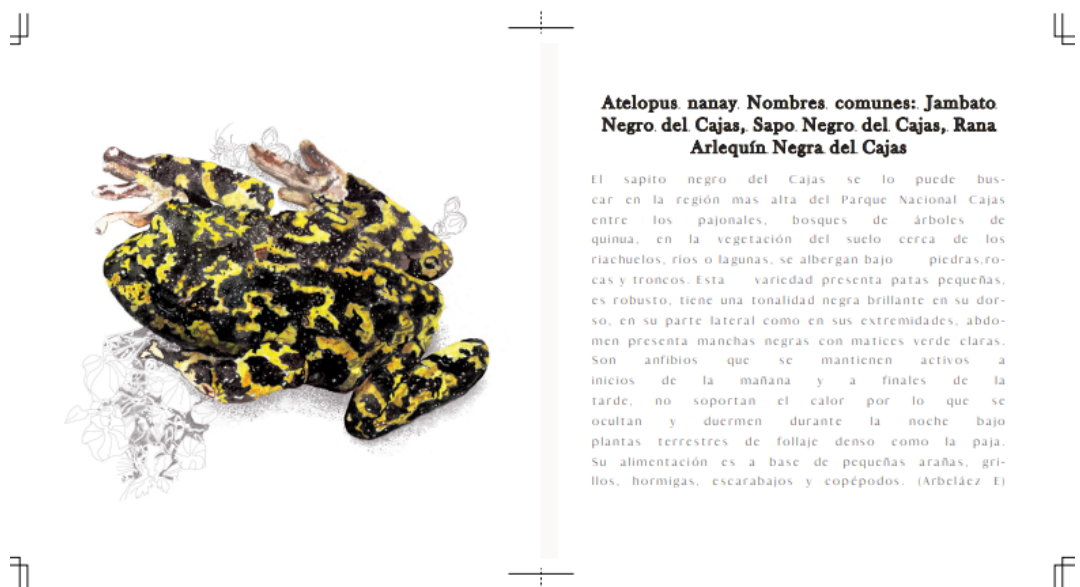 Atelopus. nanay. Nombres. comunes:. Jambato.
Negro. del. Cajas,. Sapo. Negro. del. Cajas,. Rana
Arlequín. Negra. del. Cajas
El sapito negro del Cajas se lo puede bus-
car en la región mas alta del Parque Nacional Cajas
entre los pajonales, bosques de árboles de
quinua, en la vegetación del suelo cerca de los
riachuelos, ríos o lagunas, se albergan bajo piedras,ro-
cas y troncos. Esta variedad presenta patas pequeñas,
es robusto, tiene una tonalidad negra brillante en su dor-
so, en su parte lateral como en sus extremidades, abdo-
men presenta manchas negras con matices verde claras.
Son anfibios que se mantienen activos a
inicios de la mañana y a finales de la
tarde, no soportan el calor por lo que se
ocultan y duermen durante la noche bajo
plantas terrestres de follaje denso como la paja.
Su alimentación es a base de pequeñas arañas, gri-
llos, hormigas, escarabajos y copépodos. (Arbeláez E)